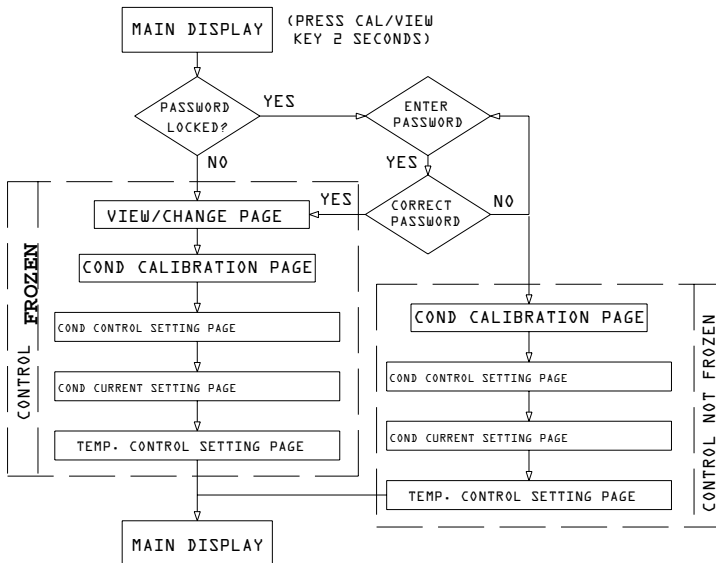 MAIN DISPLAY
(PRESS CAL/VIEW
KEY 2 SECONDS)
PASSWORD
LOCKED?
YES
ENTER
PASSWORD
NO
YES
YES
CORRECT
PASSWORD
NO
VIEW/CHANGE PAGE
COND CALIBRATION PAGE
COND CONTROL SETTING PAGE
COND CURRENT SETTING PAGE
TEMP. CONTROL SETTING PAGE
CONTROL FROZEN
COND CALIBRATION PAGE
COND CONTROL SETTING PAGE
COND CURRENT SETTING PAGE
TEMP. CONTROL SETTING PAGE
CONTROL NOT FROZEN
MAIN DISPLAY